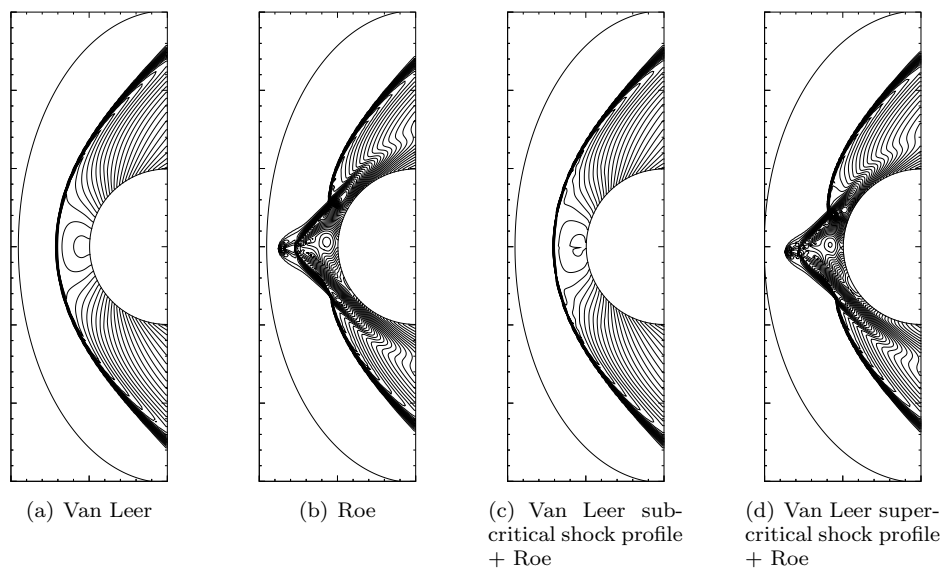 (a) Van Leer
(b) Roe
(c) Van Leer sub-
critical shock profile
+ Roe
(d) Van Leer super-
critical shock profile
+ Roe